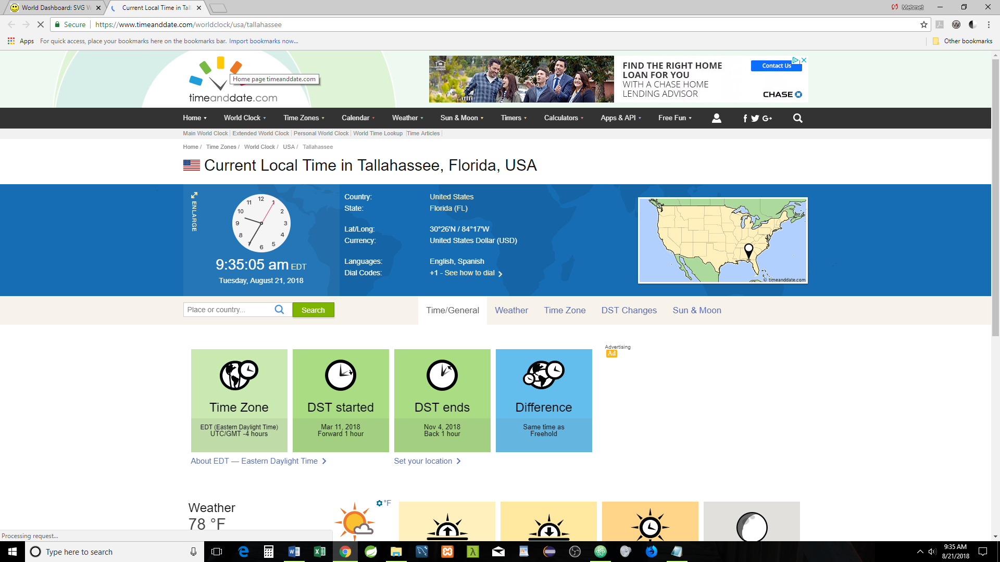 World Dashboard: SVG W
Current Local Time in Tall
Mehmet
Secure
https://www.timeanddate.com/worldclock/usa/tallahassee
Apps
For quick access, place your bookmarks here on the bookmarks bar. Import bookmarks now...
Other bookmarks
timeanddate.com
Home page timeanddate.com
FIND THE RIGHT HOME
LOAN FOR YOU
WITH A CHASE HOME
LENDING ADVISOR
Contact Us
CHASE
Home
World Clock
Time Zones
Calendar
Weather
Sun & Moon
Timers
Calculators
Apps & API
Free Fun
Main World Clock
Extended World Clock
Personal World Clock
World Time Lookup
Time Articles
Home / Time Zones / World Clock / USA / Tallahassee
Current Local Time in Tallahassee, Florida, USA
ENLARGE
12
1
2
3
4
5
6
7
8
9
10
11
9:35:05 am EDT
Tuesday, August 21, 2018
Country: United States
State: Florida (FL)
Lat/Long: 30°26'N / 84°17'W
Currency: United States Dollar (USD)
Languages: English, Spanish
Dial Codes: +1 - See how to dial
© timeanddate.com
Place or country...
Search
Time/General
Weather
Time Zone
DST Changes
Sun & Moon
Advertising
Ad
Time Zone
EDT (Eastern Daylight Time)
UTC/GMT -4 hours
DST started
Mar 11, 2018
Forward 1 hour
DST ends
Nov 4, 2018
Back 1 hour
Difference
Same time as
Freehold
About EDT — Eastern Daylight Time
Set your location
Weather
78 °F
°F
Processing request...
Type here to search
9:35 AM
8/21/2018